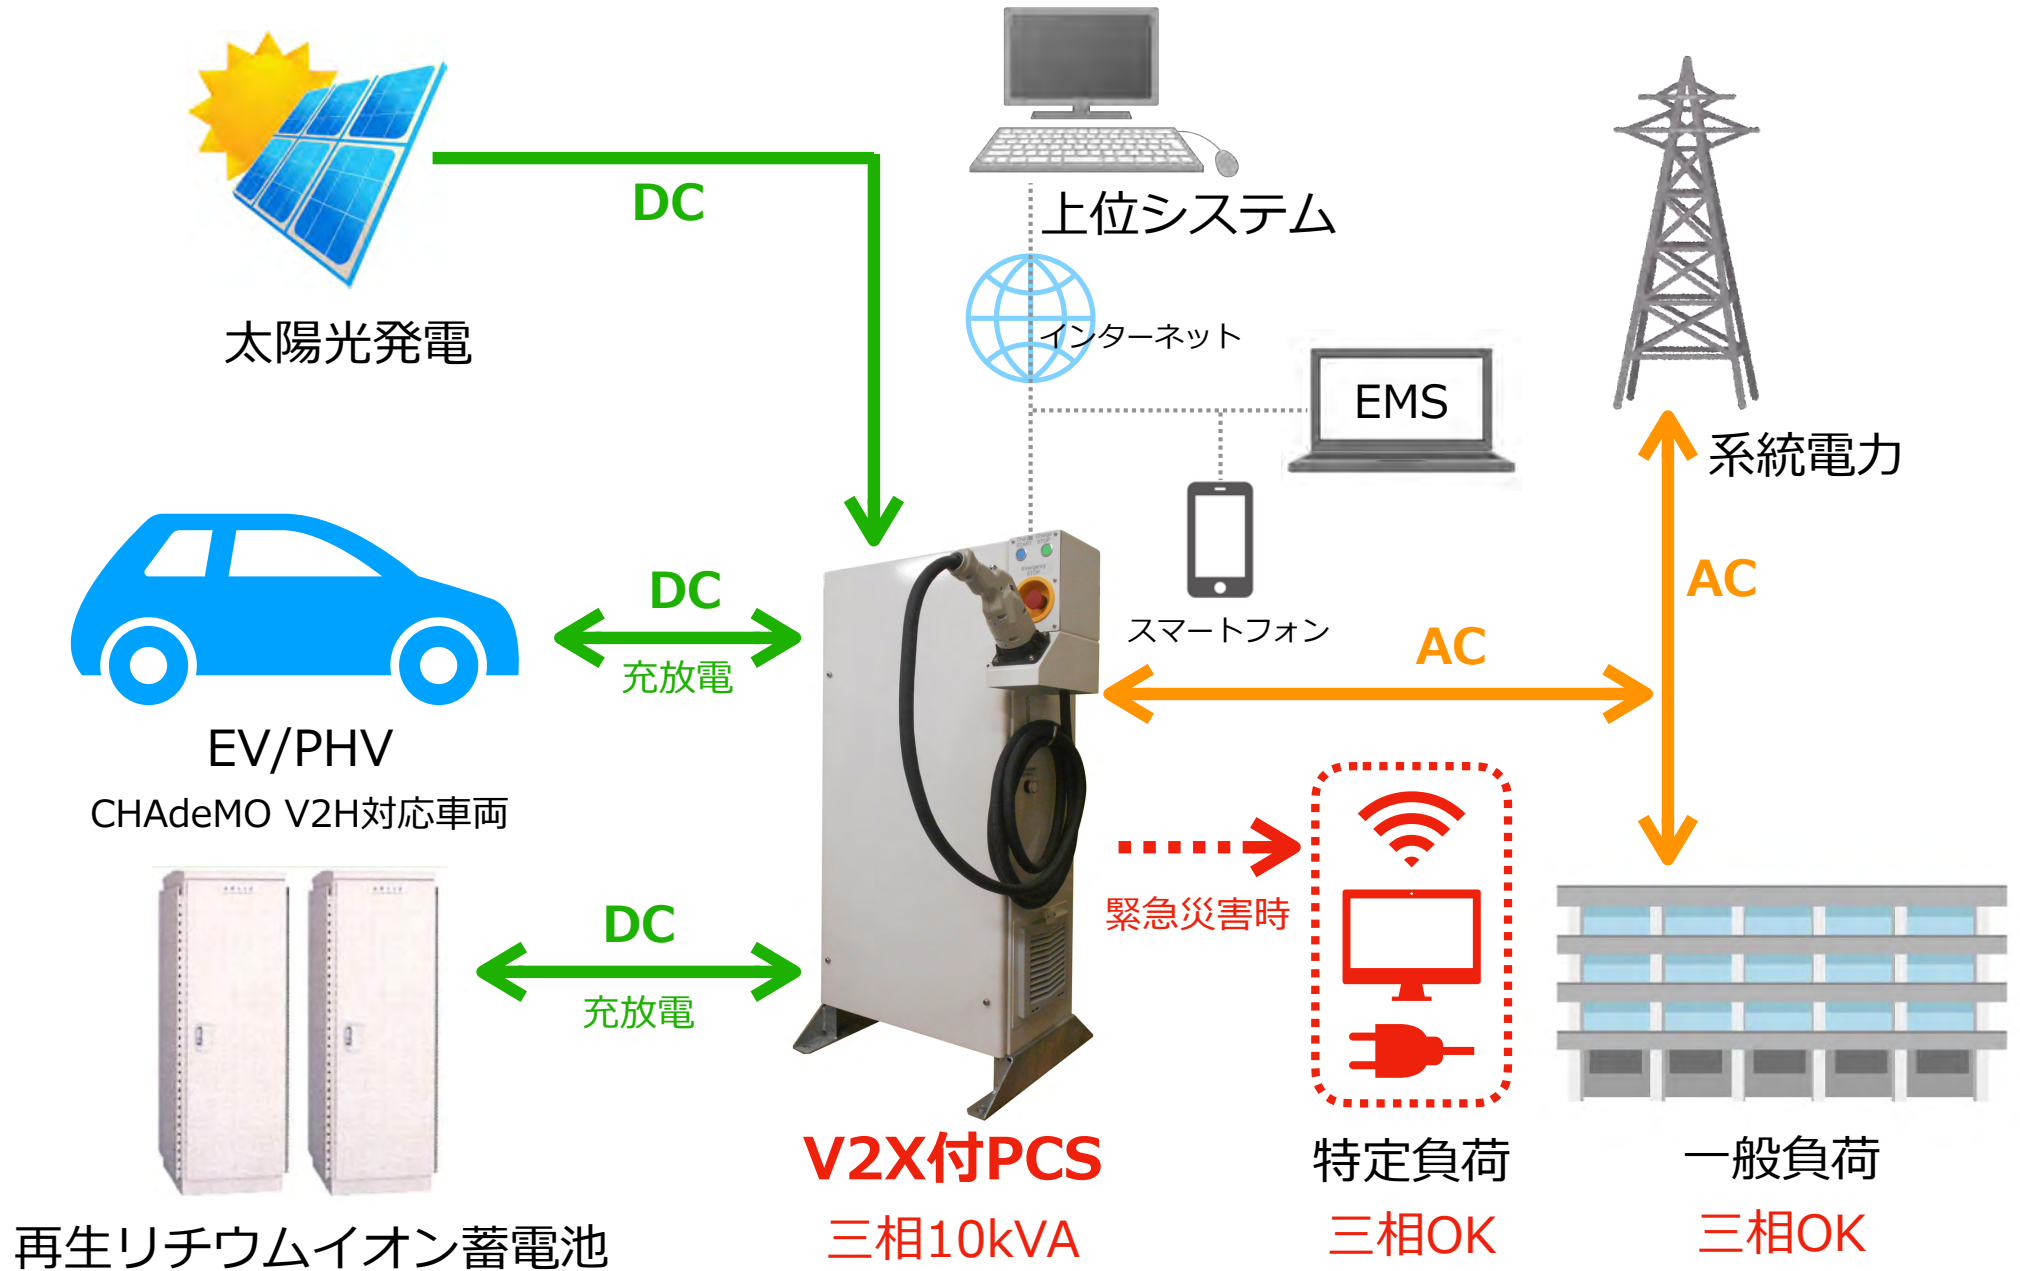 DC
上位システム
太陽光発電
インターネット
EMS
系統電力
DC
充放電
スマートフォン
AC
AC
EV/PHV
CHAdeMO V2H対応車両
DC
充放電
緊急災害時
Emergency
STOP
V2X付PCS
三相10kVA
特定負荷
三相OK
一般負荷
三相OK
再生リチウムイオン蓄電池